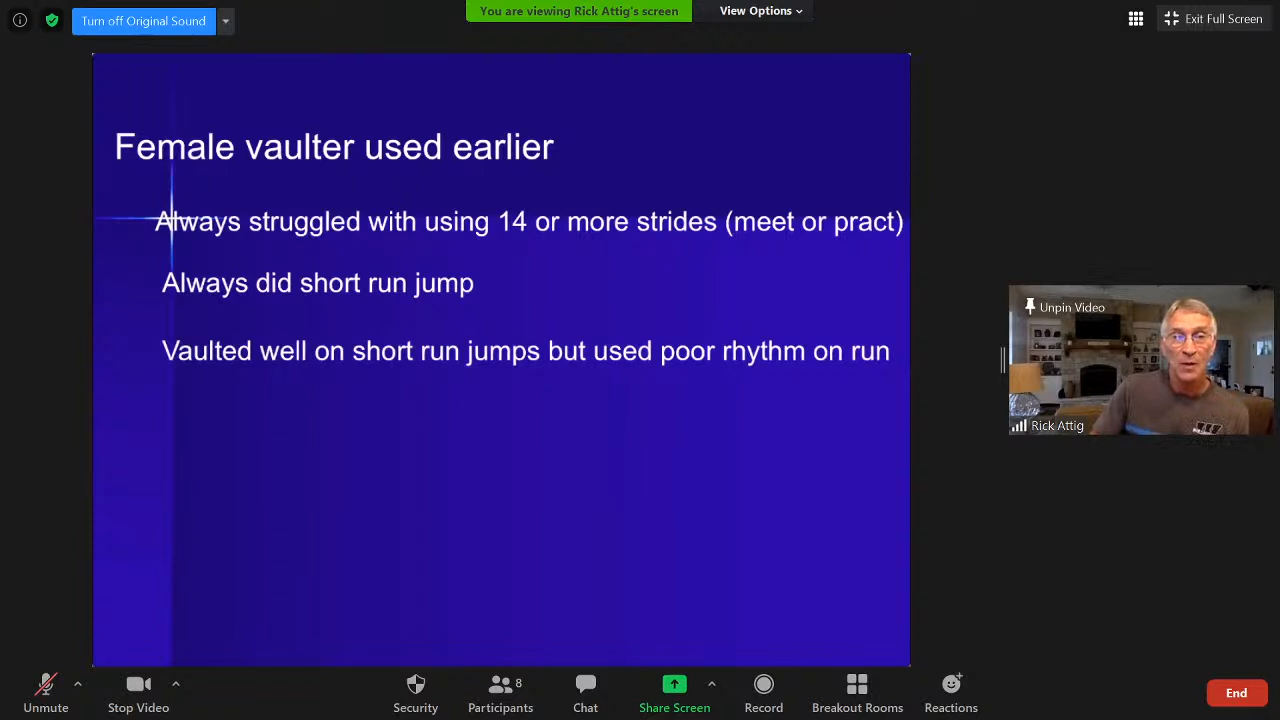 Turn off Original Sound
You are viewing Rick Attig's screen
View Options
Exit Full Screen
Female vaulter used earlier
Always struggled with using 14 or more strides (meet or pract)
Always did short run jump
Vaulted well on short run jumps but used poor rhythm on run
Unpin Video
Rick Attig
Unmute
Stop Video
Security
Participants
8
Chat
Share Screen
Record
Breakout Rooms
Reactions
End